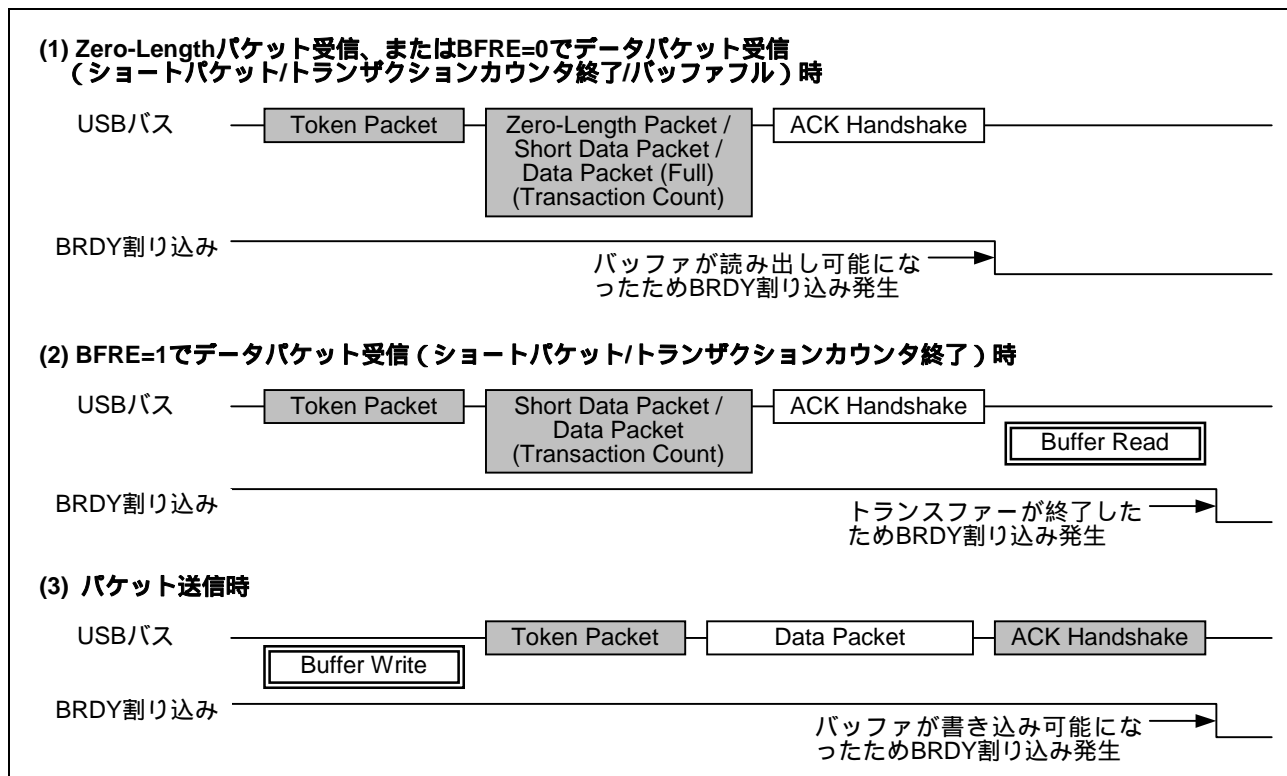 (1) Zero-Lengthパケット受信、またはBFRE=0でデータパケット受信
（ショートパケット/トランザクションカウンタ終了/バッファフル）時
USBバス
Token Packet
Zero-Length Packet /
Short Data Packet /
Data Packet (Full)
(Transaction Count)
ACK Handshake
BRDY割り込み
バッファが読み出し可能にな
ったためBRDY割り込み発生
(2) BFRE=1でデータパケット受信（ショートパケット/トランザクションカウンタ終了）時
USBバス
Token Packet
Short Data Packet /
Data Packet
(Transaction Count)
ACK Handshake
Buffer Read
BRDY割り込み
トランスファーが終了した
ためBRDY割り込み発生
(3) パケット送信時
USBバス
Buffer Write
Token Packet
Data Packet
ACK Handshake
BRDY割り込み
バッファが書き込み可能にな
ったためBRDY割り込み発生